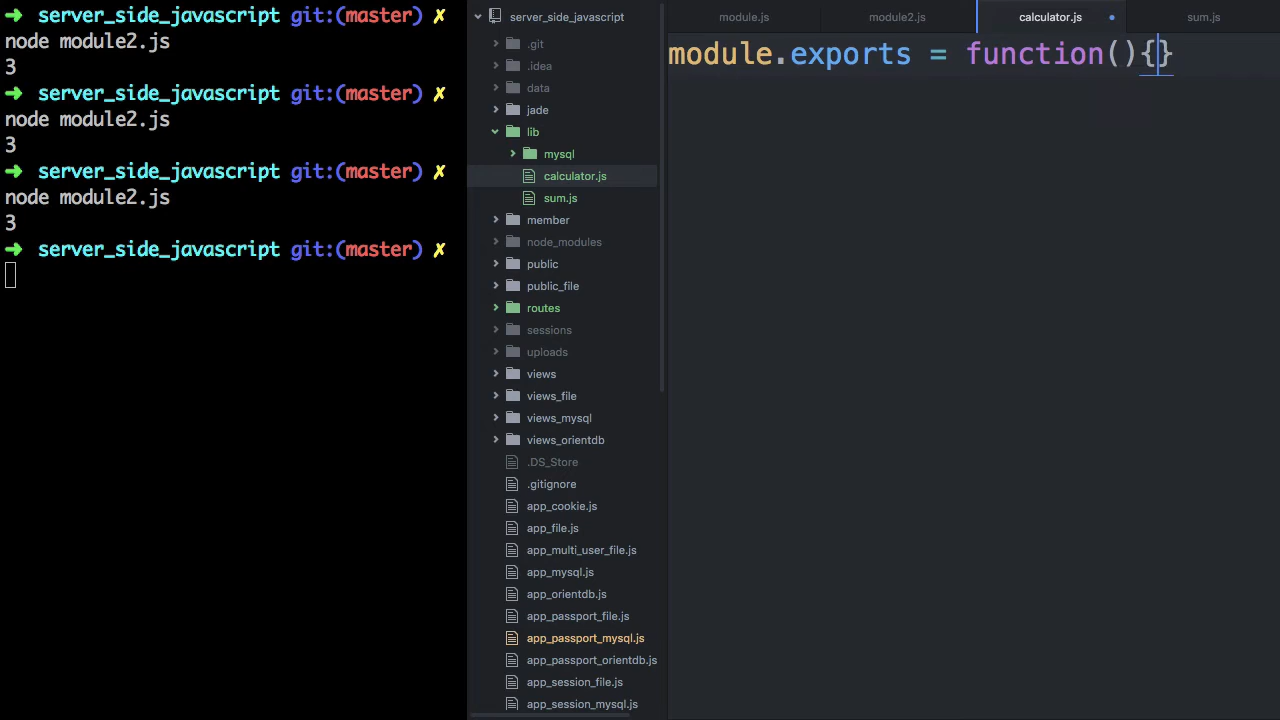 ➜ server_side_javascript git:(master) ✗
node module2.js
3
➜ server_side_javascript git:(master) ✗
node module2.js
3
➜ server_side_javascript git:(master) ✗
node module2.js
3
➜ server_side_javascript git:(master) ✗
server_side_javascript
.git
.idea
data
jade
lib
mysql
calculator.js
sum.js
member
node_modules
public
public_file
routes
sessions
uploads
views
views_file
views_mysql
views_orientdb
.DS_Store
.gitignore
app_cookie.js
app_file.js
app_multi_user_file.js
app_mysql.js
app_orientdb.js
app_passport_file.js
app_passport_mysql.js
app_passport_orientdb.js
app_session_file.js
app_session_mysql.js
module.js
module2.js
calculator.js
sum.js
module.exports = function(){}